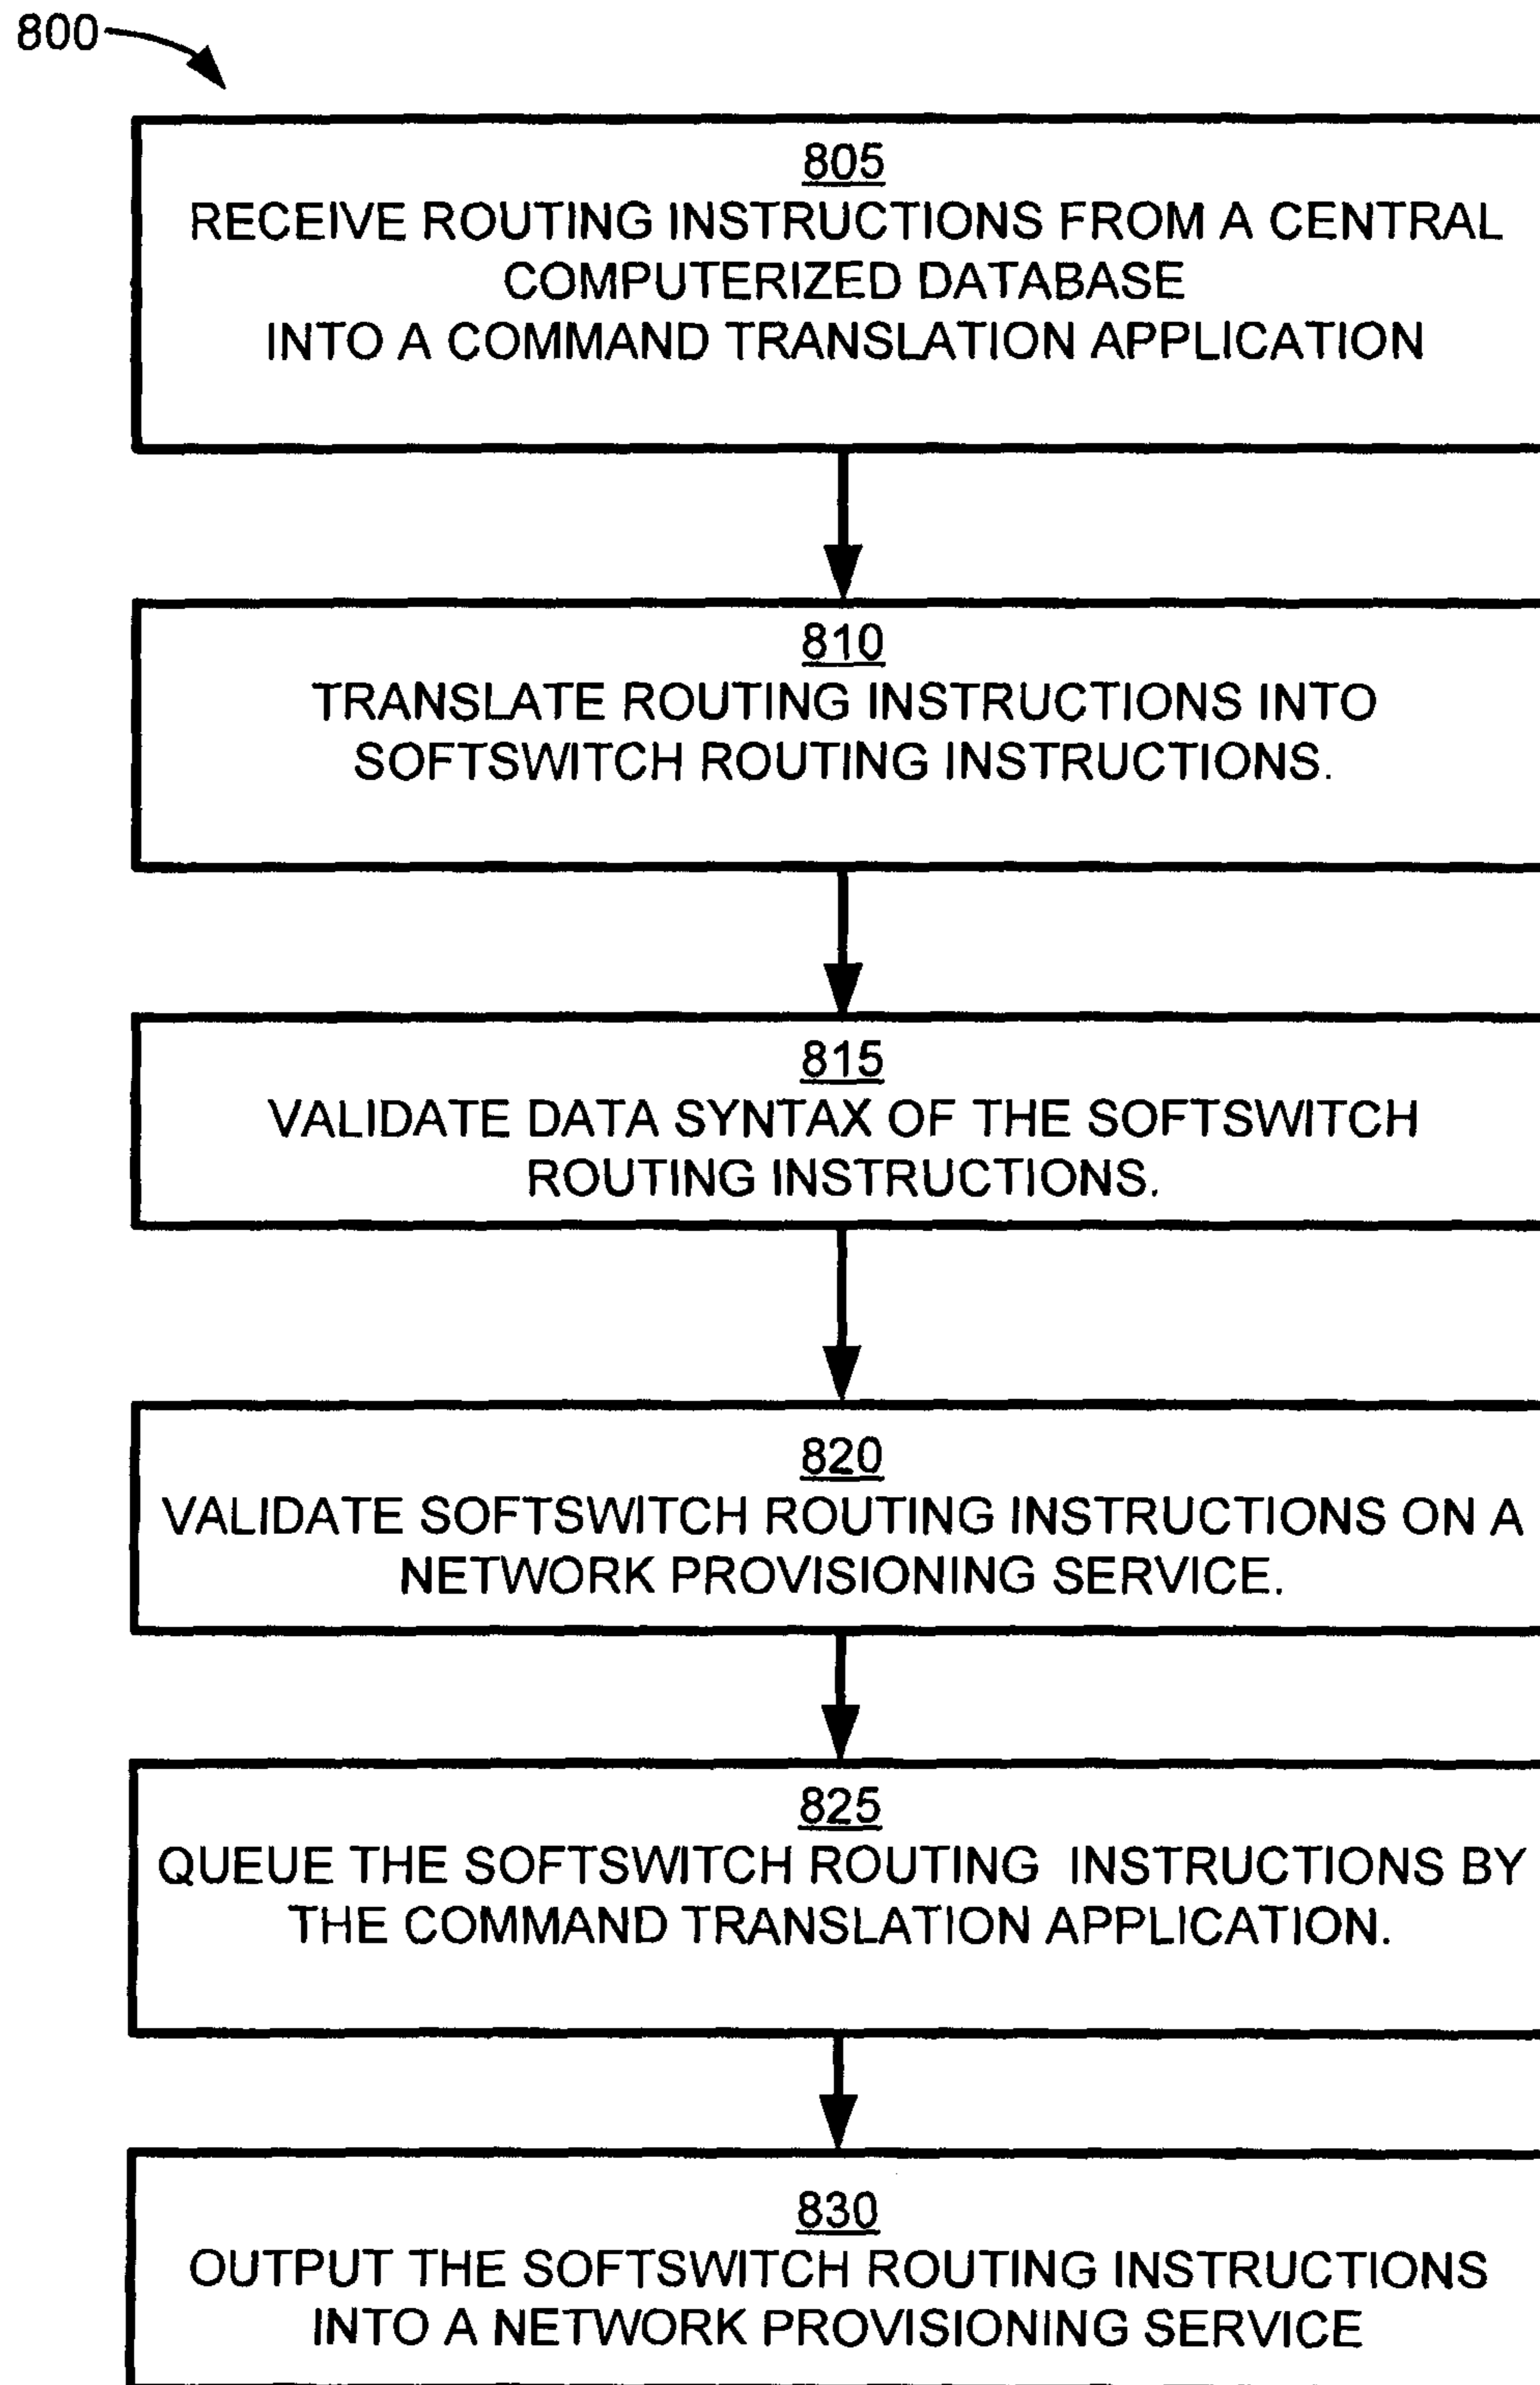 800
805
RECEIVE ROUTING INSTRUCTIONS FROM A CENTRAL
COMPUTERIZED DATABASE
INTO A COMMAND TRANSLATION APPLICATION
810
TRANSLATE ROUTING INSTRUCTIONS INTO
SOFTSWITCH ROUTING INSTRUCTIONS.
815
VALIDATE DATA SYNTAX OF THE SOFTSWITCH
ROUTING INSTRUCTIONS.
820
VALIDATE SOFTSWITCH ROUTING INSTRUCTIONS ON A
NETWORK PROVISIONING SERVICE.
825
QUEUE THE SOFTSWITCH ROUTING INSTRUCTIONS BY
THE COMMAND TRANSLATION APPLICATION.
830
OUTPUT THE SOFTSWITCH ROUTING INSTRUCTIONS
INTO A NETWORK PROVISIONING SERVICE